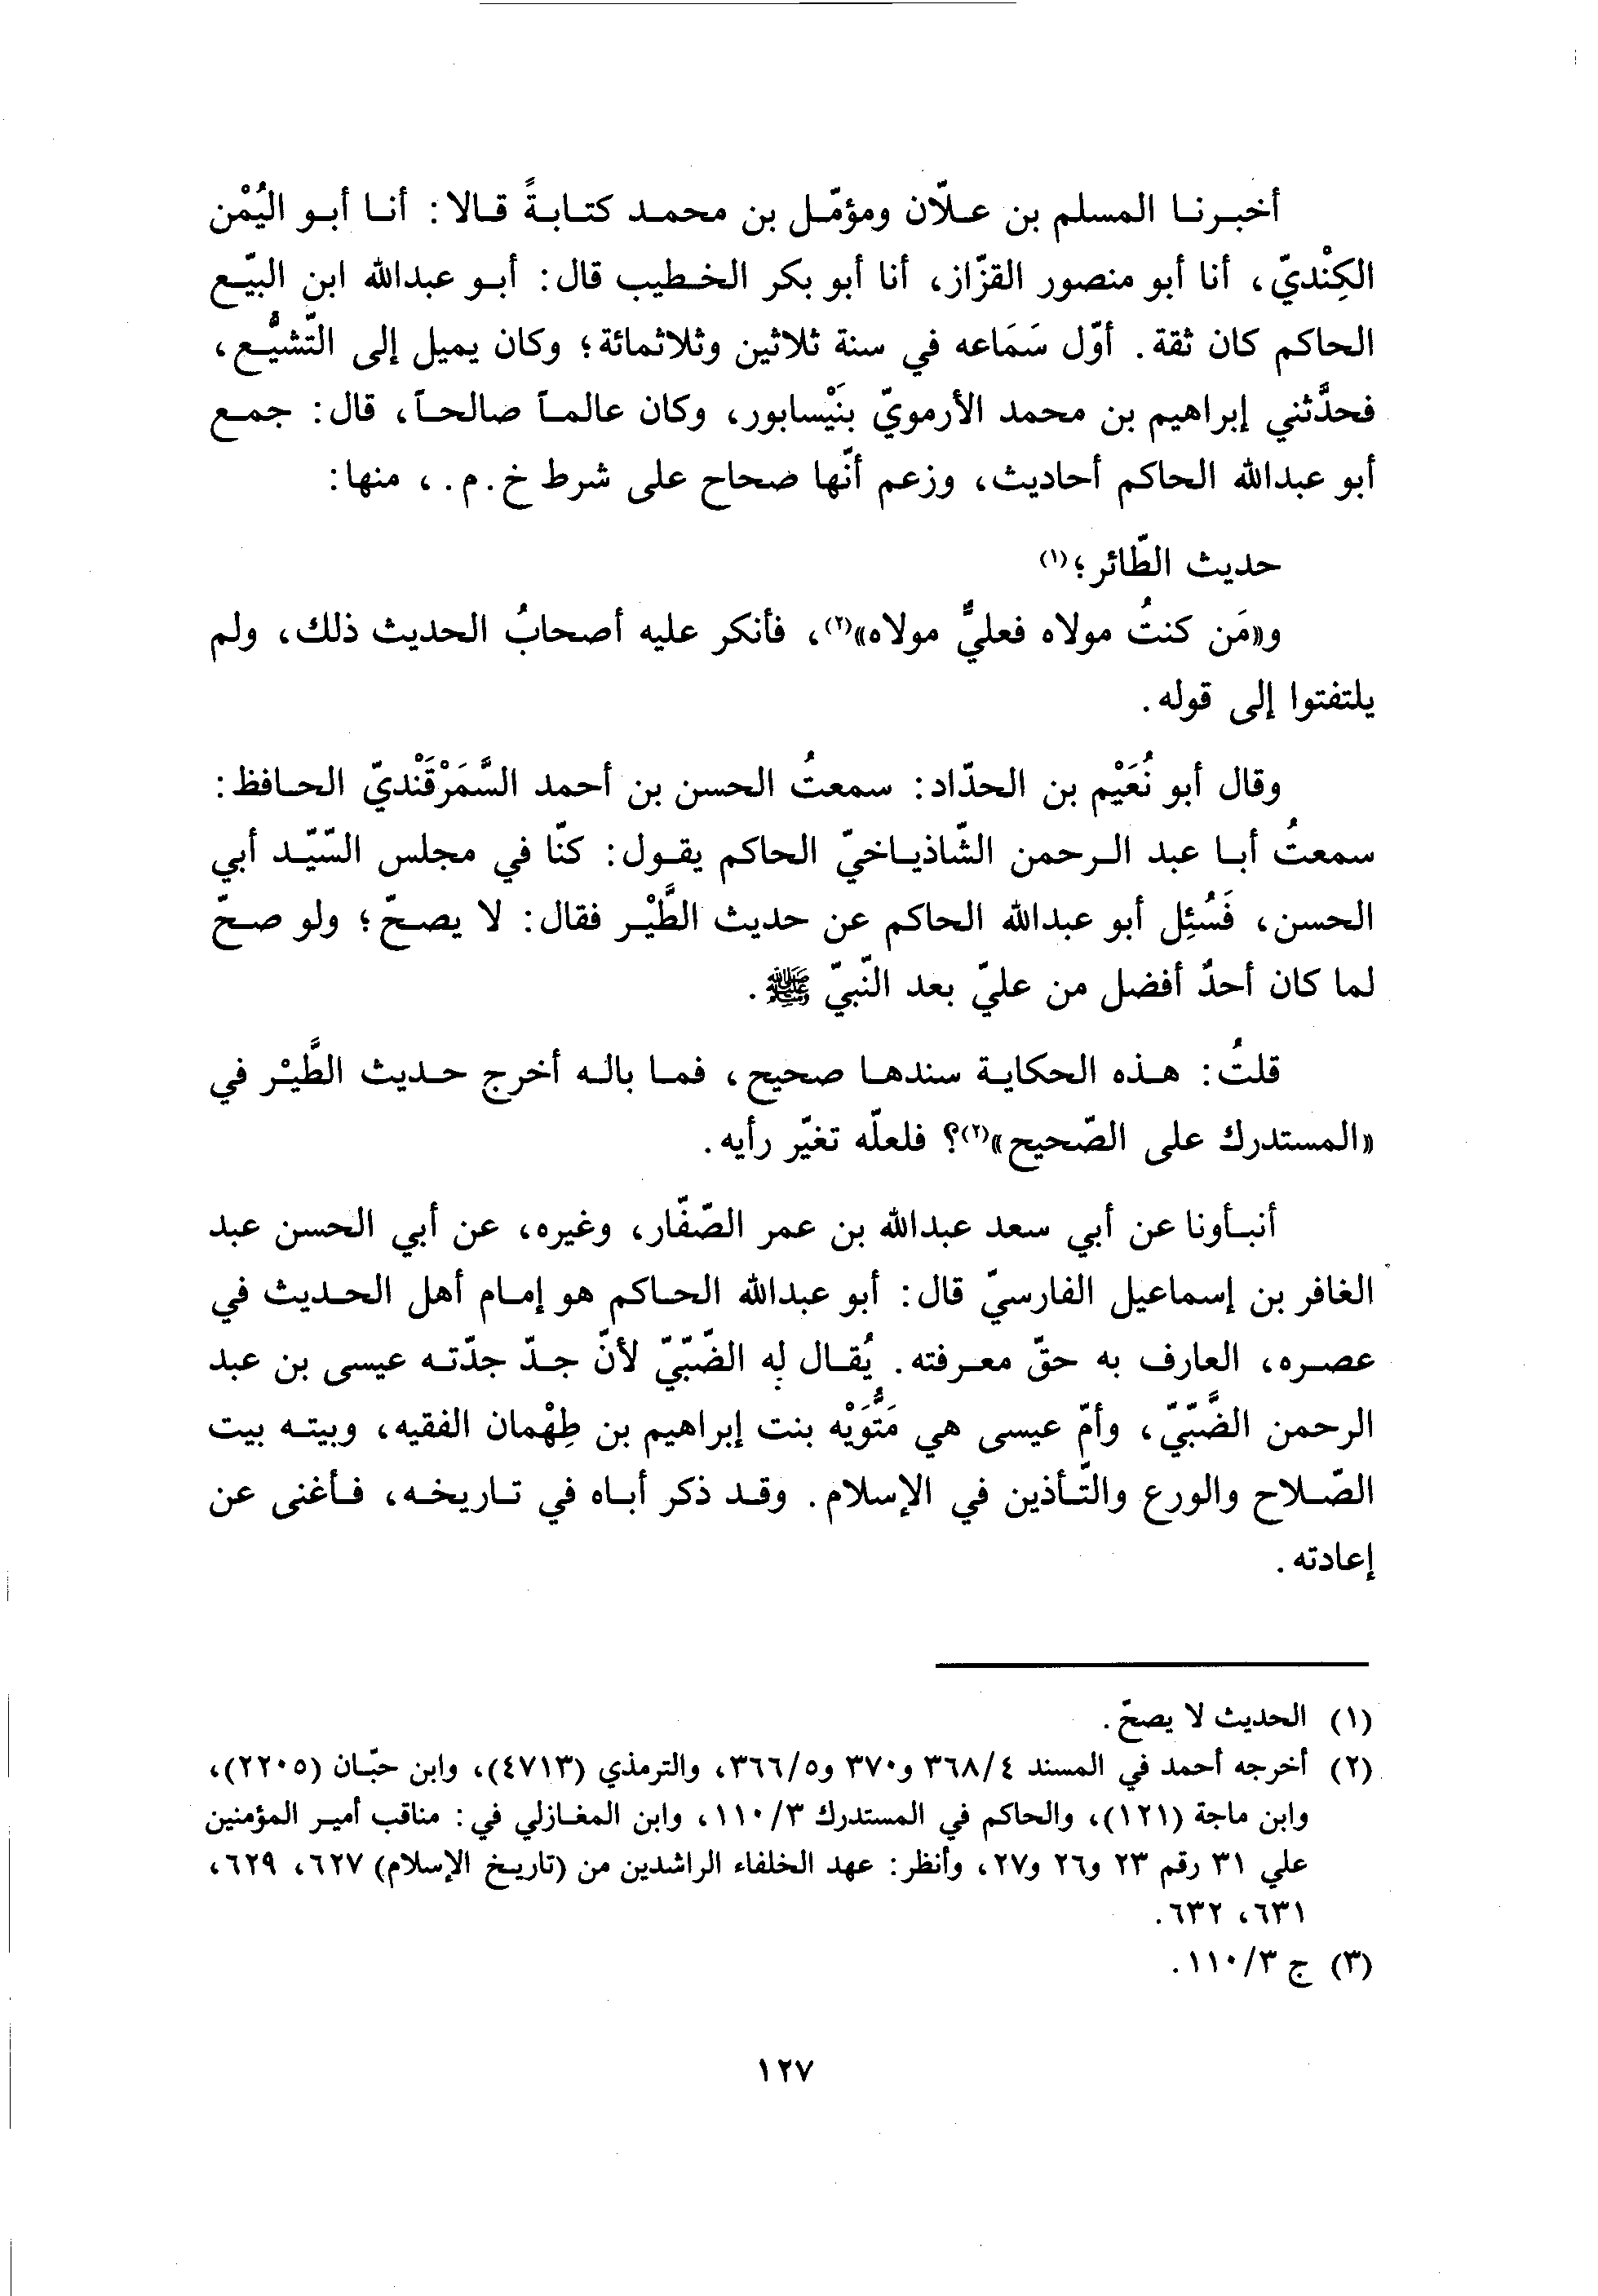 أخبرنا المسلم بن علّان ومؤمّل بن محمد كتابةً قالا: أنا أبو اليُمْن
الكِنْديّ، أنا أبو منصور القزّاز، أنا أبو بكر الخطيب قال: أبو عبدالله ابن البيّع
الحاكم كان ثقة. أوّل سَمَاعه في سنة ثلاثين وثلاثمائة؛ وكان يميل إلى التّشيُّع،
فحدَّثني إبراهيم بن محمد الأرمويّ بنَيْسابور، وكان عالماً صالحاً، قال: جمع
أبو عبدالله الحاكم أحاديث، وزعم أنّها صحاح على شرط خ.م.، منها:
حديث الطّائر؛(١)
و«مَن كنتُ مولاه فعليٌّ مولاه»(٢)، فأنكر عليه أصحابُ الحديث ذلك، ولم
يلتفتوا إلى قوله.
وقال أبو نُعَيْم بن الحدّاد: سمعتُ الحسن بن أحمد السَّمَرْقَنْديّ الحافظ:
سمعتُ أبا عبد الرحمن الشّاذياخيّ الحاكم يقول: كنّا في مجلس السّيّد أبي
الحسن، فَسُئِل أبو عبدالله الحاكم عن حديث الطَّيْر فقال: لا يصحّ؛ ولو صحّ
لما كان أحدٌ أفضل من عليّ بعد النّبيّ ﷺ.
قلتُ: هذه الحكاية سندها صحيح، فما باله أخرج حديث الطَّيْر في
«المستدرك على الصّحيح»(٢)؟ فلعلّه تغيّر رأيه.
أنبأونا عن أبي سعد عبدالله بن عمر الصّفّار، وغيره، عن أبي الحسن عبد
الغافر بن إسماعيل الفارسيّ قال: أبو عبدالله الحاكم هو إمام أهل الحديث في
عصره، العارف به حقّ معرفته. يُقال له الضّبّيّ لأنّ جدّ جدّته عيسى بن عبد
الرحمن الضَّبّيّ، وأمّ عيسى هي مَتُّوَيْه بنت إبراهيم بن طِهْمان الفقيه، وبيته بيت
الصّلاح والورع والتّأذين في الإسلام. وقد ذكر أباه في تاريخه، فأغنى عن
إعادته.
(١) الحديث لا يصحّ.
(٢) أخرجه أحمد في المسند ٣٦٨/٤ و٣٧٠ و٣٦٦/٥، والترمذي (٤٧١٣)، وابن حبّان (٢٢٠٥)،
وابن ماجة (١٢١)، والحاكم في المستدرك ١١٠/٣، وابن المغازلي في: مناقب أمير المؤمنين
علي ٣١ رقم ٢٣ و٢٦ و٢٧، وأنظر: عهد الخلفاء الراشدين من (تاريخ الإسلام) ٦٢٧، ٦٢٩،
٦٣١، ٦٣٢.
(٣) ج ١١٠/٣.
١٢٧